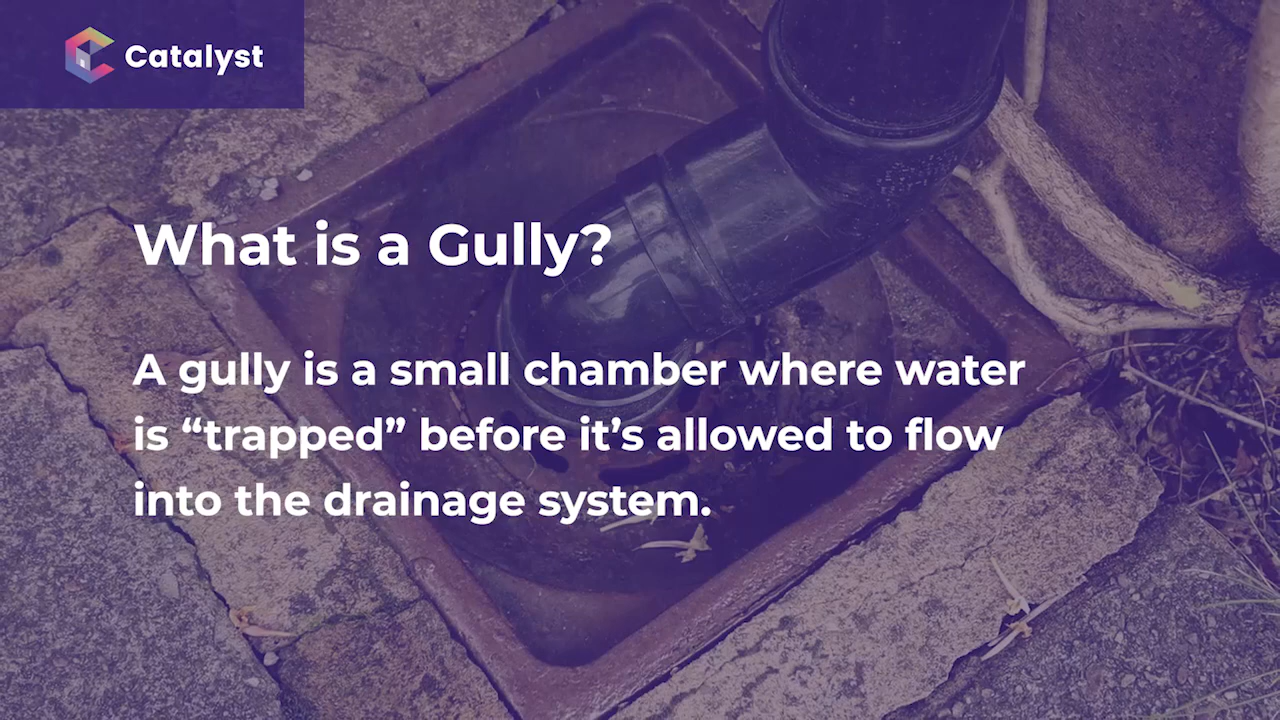 Catalyst
What is a Gully?
A gully is a small chamber where water
is “trapped” before it’s allowed to flow
into the drainage system.